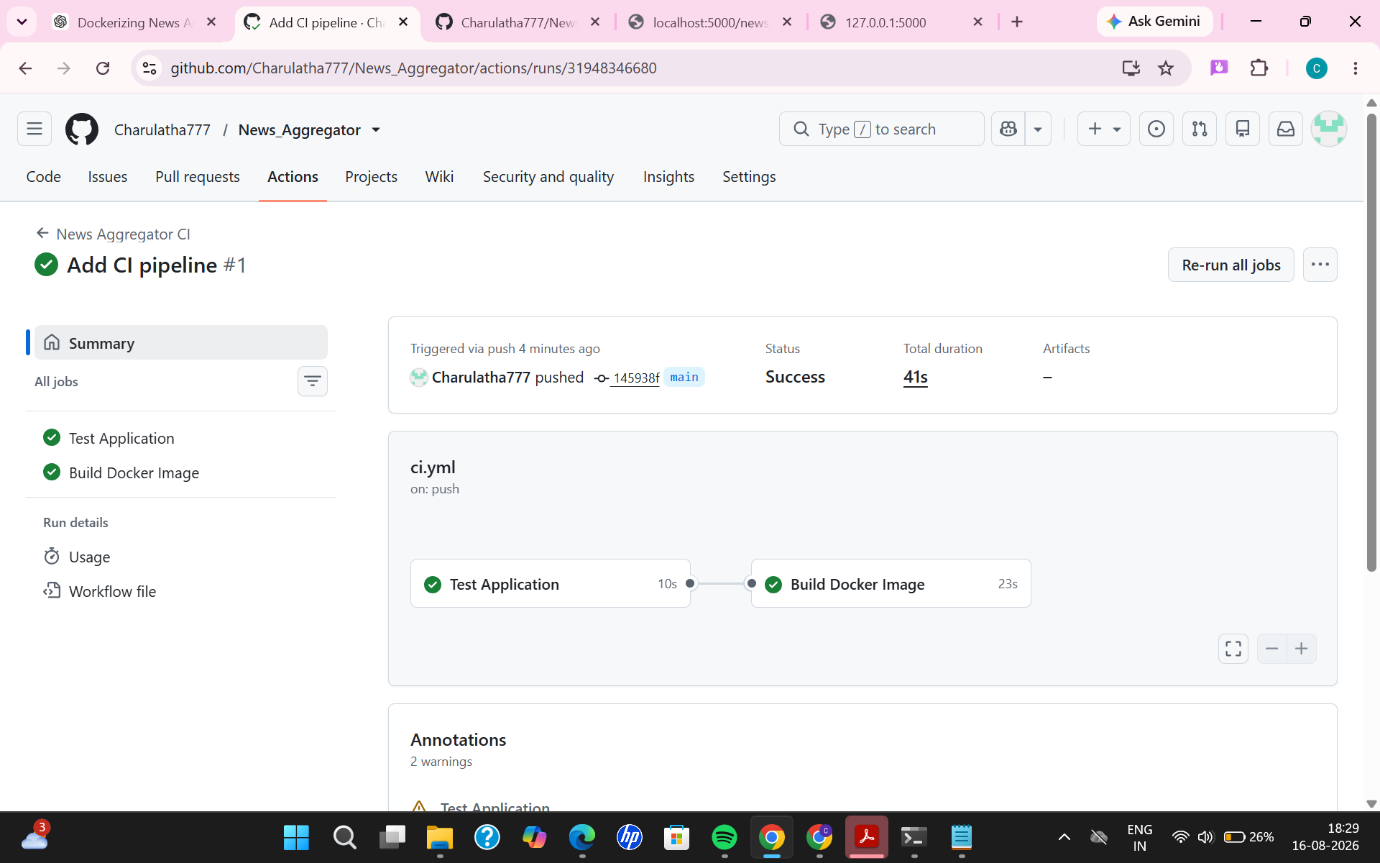 Dockerizing News A
Add CI pipeline · Cha
Charulatha777/New
localhost:5000/news
127.0.0.1:5000
Ask Gemini
github.com/Charulatha777/News_Aggregator/actions/runs/31948346680
C
Charulatha777 / News_Aggregator
Type / to search
Code Issues Pull requests Actions Projects Wiki Security and quality Insights Settings
News Aggregator CI
Add CI pipeline #1
Re-run all jobs
Summary
All jobs
Test Application
Build Docker Image
Run details
Usage
Workflow file
Triggered via push 4 minutes ago
Charulatha777 pushed 145938f main
Status
Success
Total duration
41s
Artifacts
–
ci.yml
on: push
Test Application 10s
Build Docker Image 23s
Annotations
2 warnings
Test Application
3
hp
C
ENG
IN
26%
18:29
16-08-2026